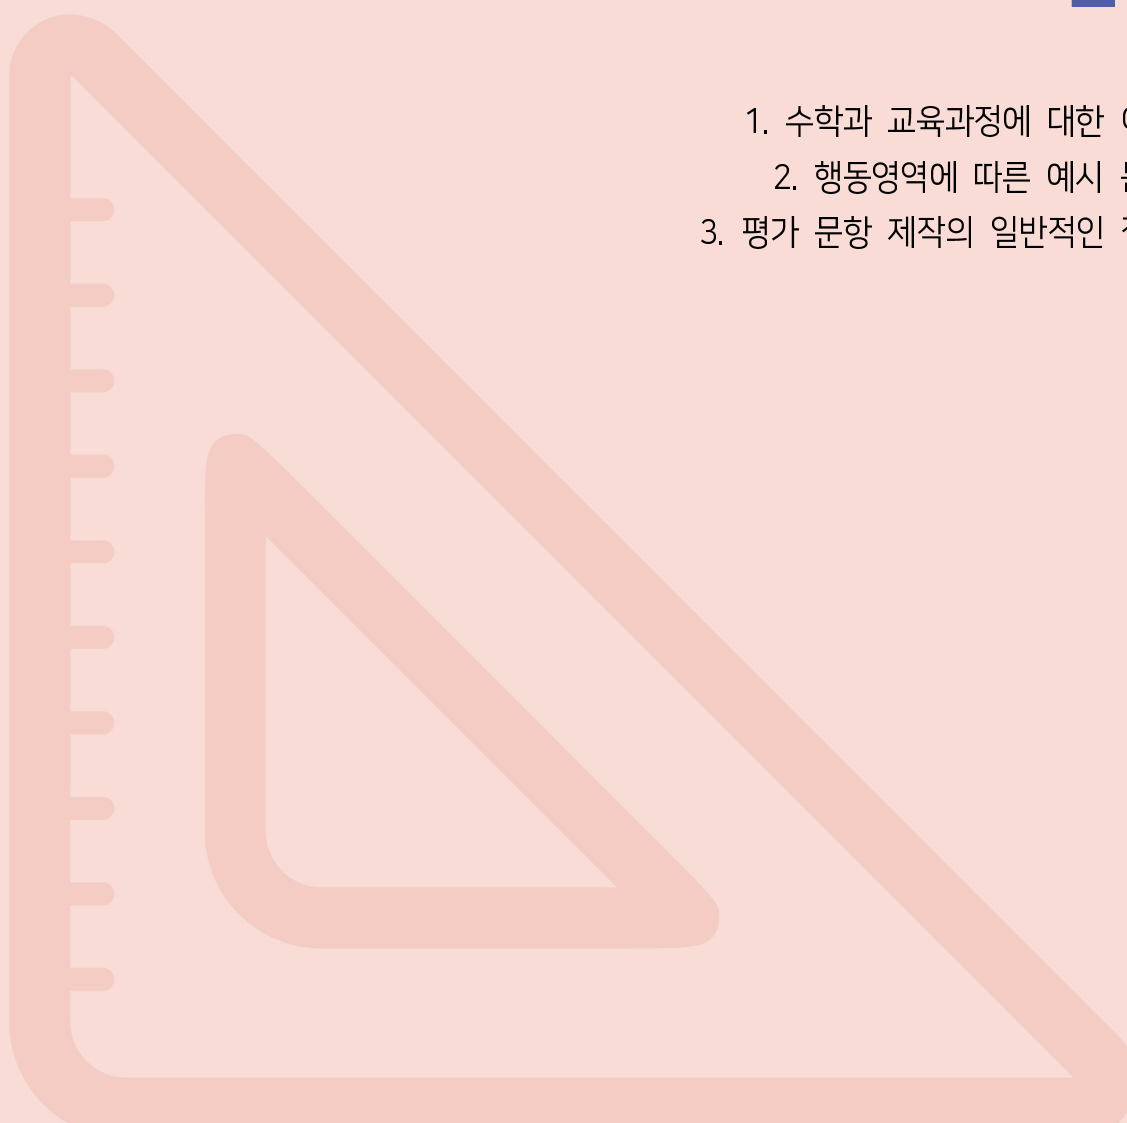 1. 수학과 교육과정에 대한
2. 행동영역에 따른 예시
3. 평가 문항 제작의 일반적인